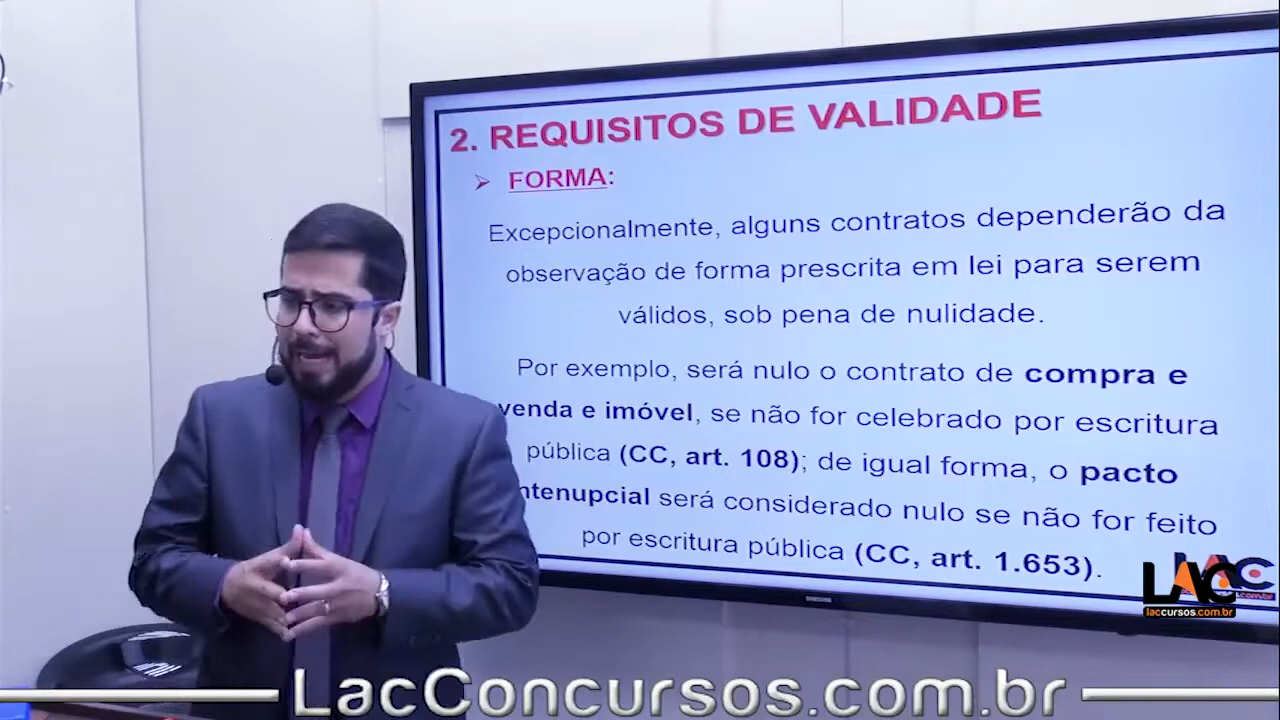 2. REQUISITOS DE VALIDADE
FORMA:
Excepcionalmente, alguns contratos dependerão da
observação de forma prescrita em lei para serem
válidos, sob pena de nulidade.
Por exemplo, será nulo o contrato de compra e
venda e imóvel, se não for celebrado por escritura
pública (CC, art. 108); de igual forma, o pacto
ntenupcial será considerado nulo se não for feito
por escritura pública (CC, art. 1.653).
LAC
laccursos.com.br
SAMSUNG
LacConcursos.com.br